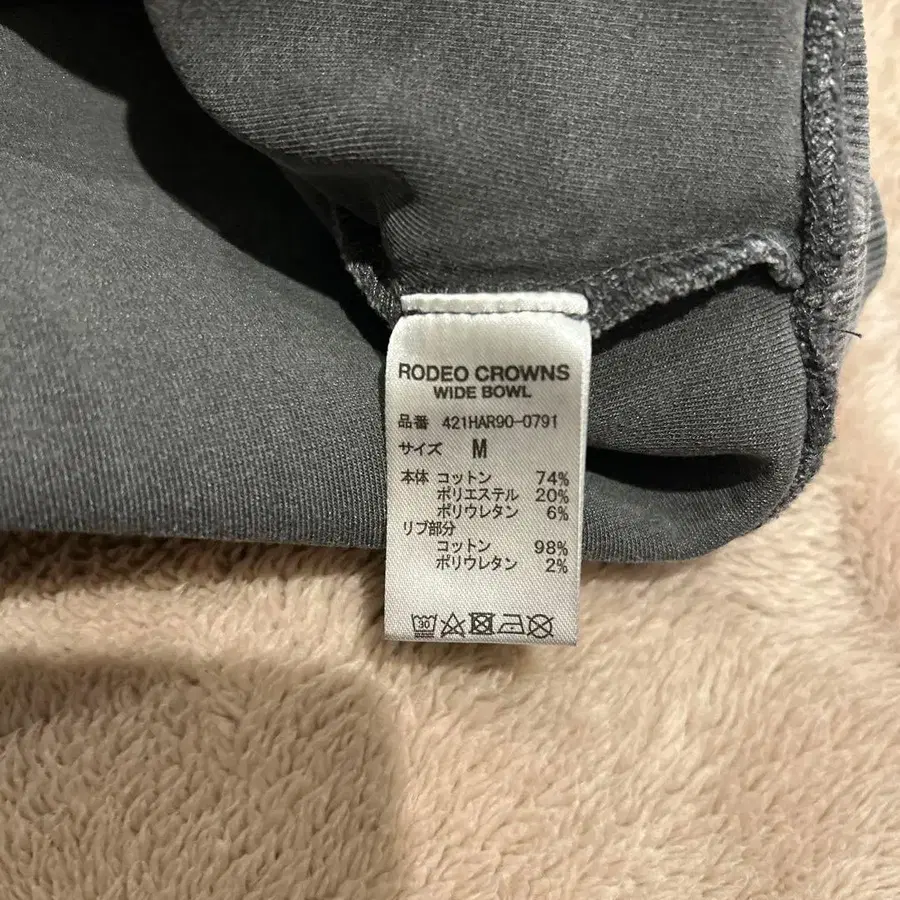 RODEO CROWNS
WIDE BOWL
品番 421HAR90-0791
サイズ M
本体 コットン 74%
ポリエステル 20%
ポリウレタン 6%
リブ部分
コットン 98%
ポリウレタン 2%
30